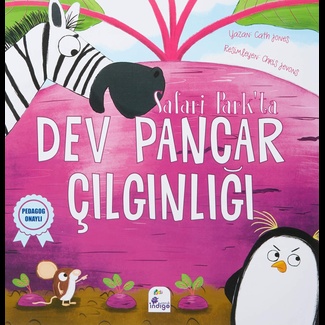 Yazan: Cath Jones
Resimleyen: Chris Jevons
Safari Park'ta
DEV PANCAR
ÇILGINLIĞI
PEDAGOG
ONAYLI
indigo